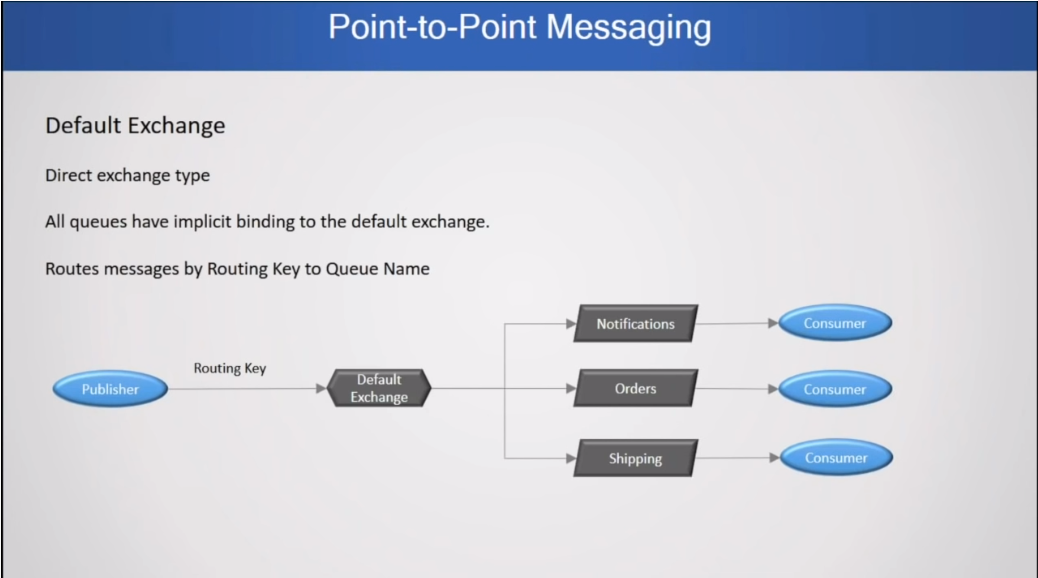 Point-to-Point Messaging
Default Exchange
Direct exchange type
All queues have implicit binding to the default exchange.
Routes messages by Routing Key to Queue Name
Publisher
Routing Key
Default
Exchange
Notifications
Consumer
Orders
Consumer
Shipping
Consumer